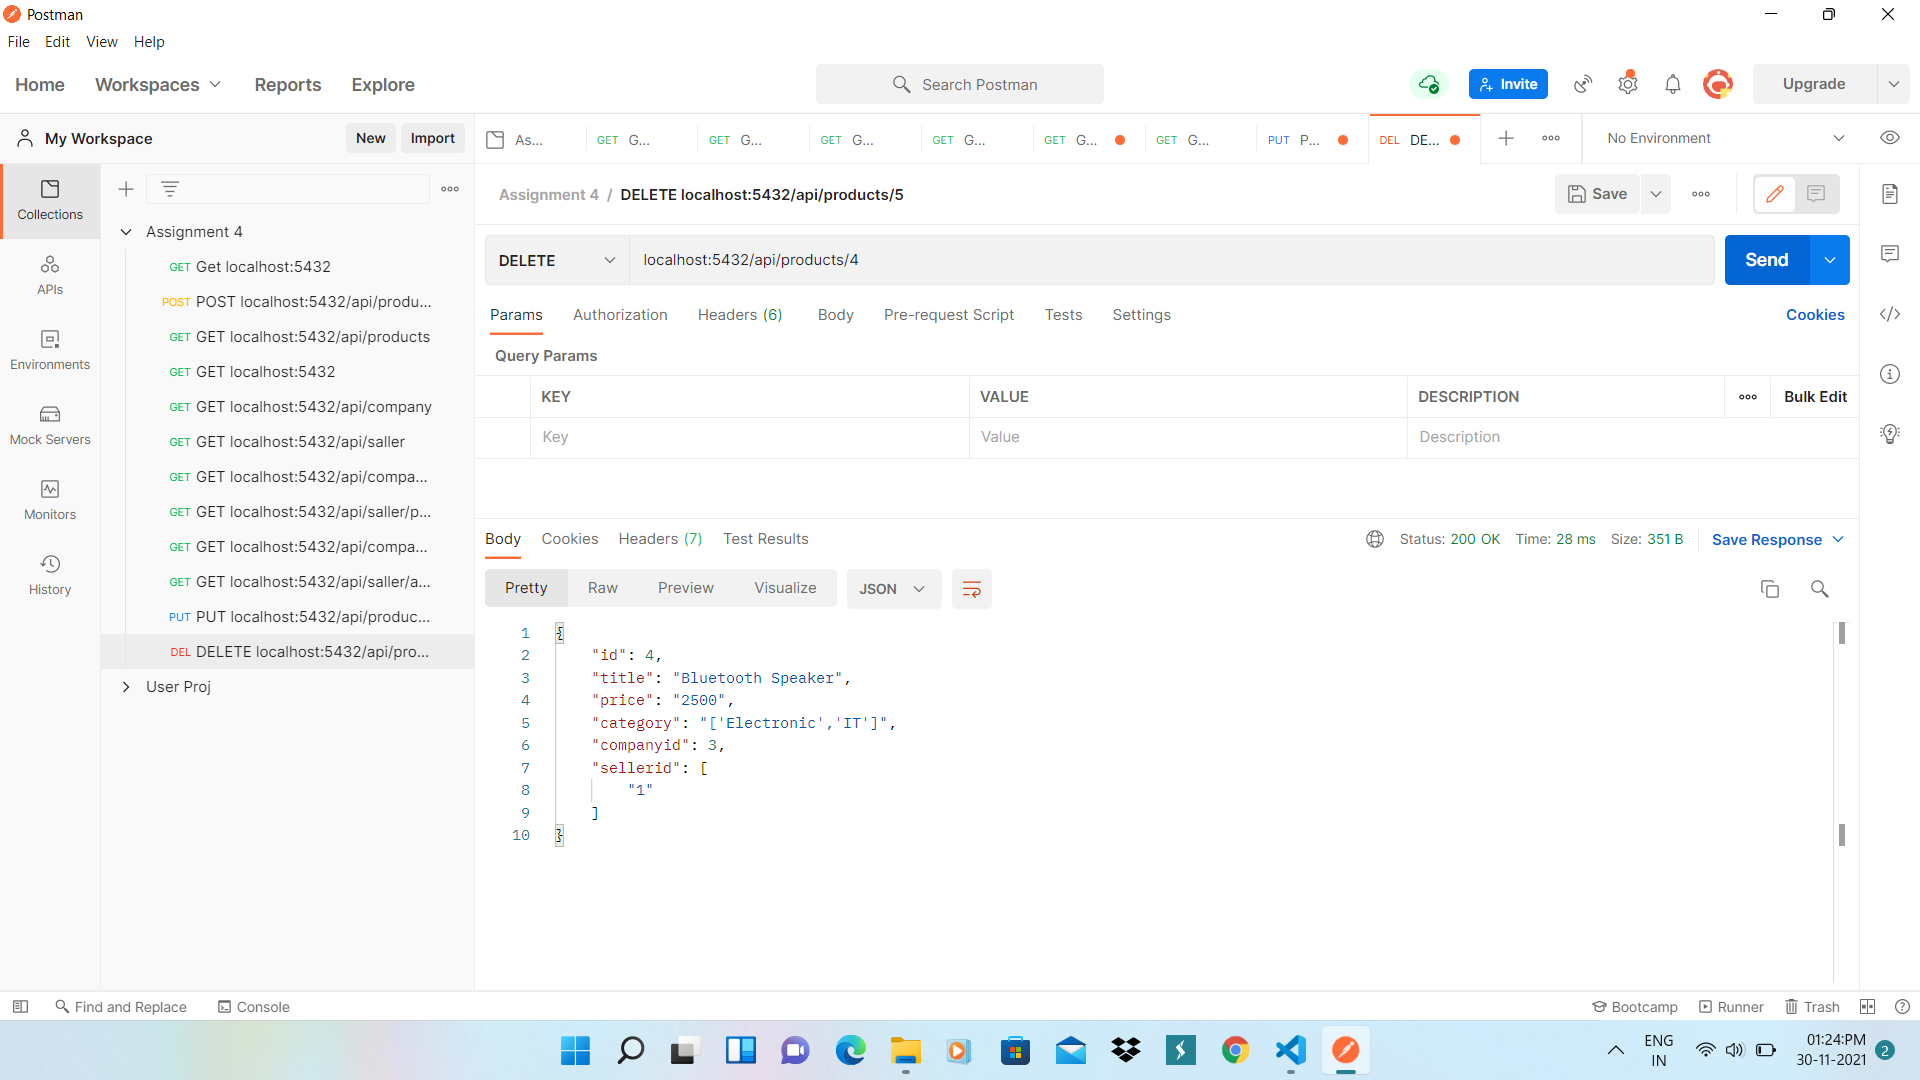 Postman
File Edit View Help
Home Workspaces Reports Explore
Search Postman
Invite
Upgrade
My Workspace
New Import
As...
GET G...
GET G...
GET G...
GET G...
GET G...
GET G...
PUT P...
DEL DE...
No Environment
Collections
APIs
Environments
Mock Servers
Monitors
History
Assignment 4
GET Get localhost:5432
POST POST localhost:5432/api/produ...
GET GET localhost:5432/api/products
GET GET localhost:5432
GET GET localhost:5432/api/company
GET GET localhost:5432/api/saller
GET GET localhost:5432/api/compa...
GET GET localhost:5432/api/saller/p...
GET GET localhost:5432/api/compa...
GET GET localhost:5432/api/saller/a...
PUT PUT localhost:5432/api/produc...
DEL DELETE localhost:5432/api/pro...
User Proj
Assignment 4 / DELETE localhost:5432/api/products/5
Save
DELETE localhost:5432/api/products/4
Send
Params Authorization Headers (6) Body Pre-request Script Tests Settings
Cookies
Query Params
KEY VALUE DESCRIPTION
Bulk Edit
Key Value Description
Body Cookies Headers (7) Test Results
Status: 200 OK Time: 28 ms Size: 351 B
Save Response
Pretty Raw Preview Visualize
JSON
1 {
2 "id": 4,
3 "title": "Bluetooth Speaker",
4 "price": "2500",
5 "category": "['Electronic','IT']",
6 "companyid": 3,
7 "sellerid": [
8 "1"
9 ]
10 }
Find and Replace
Console
Bootcamp
Runner
Trash
ENG
IN
01:24:PM
30-11-2021
2